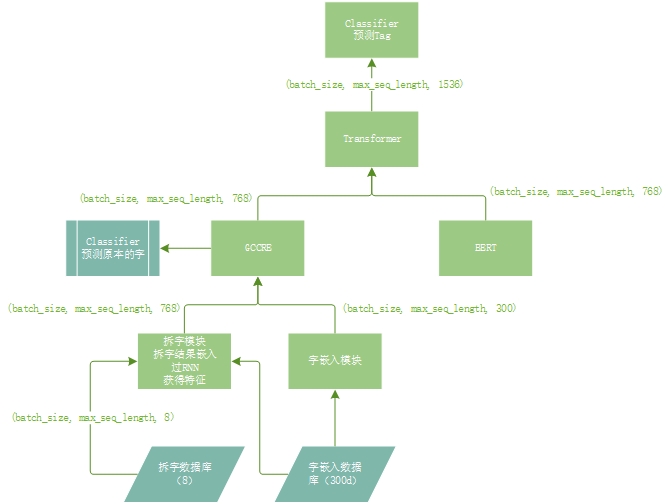 Classifier
预测Tag
(batch_size, max_seq_length, 1536)
Transformer
(batch_size, max_seq_length, 768)
(batch_size, max_seq_length, 768)
Classifier
预测原本的字
GCCRE
BERT
(batch_size, max_seq_length, 768)
(batch_size, max_seq_length, 300)
拆字模块
拆字结果嵌入
过RNN
获得特征
字嵌入模块
(batch_size, max_seq_length, 8)
拆字数据库
（8）
字嵌入数据
库（300d）